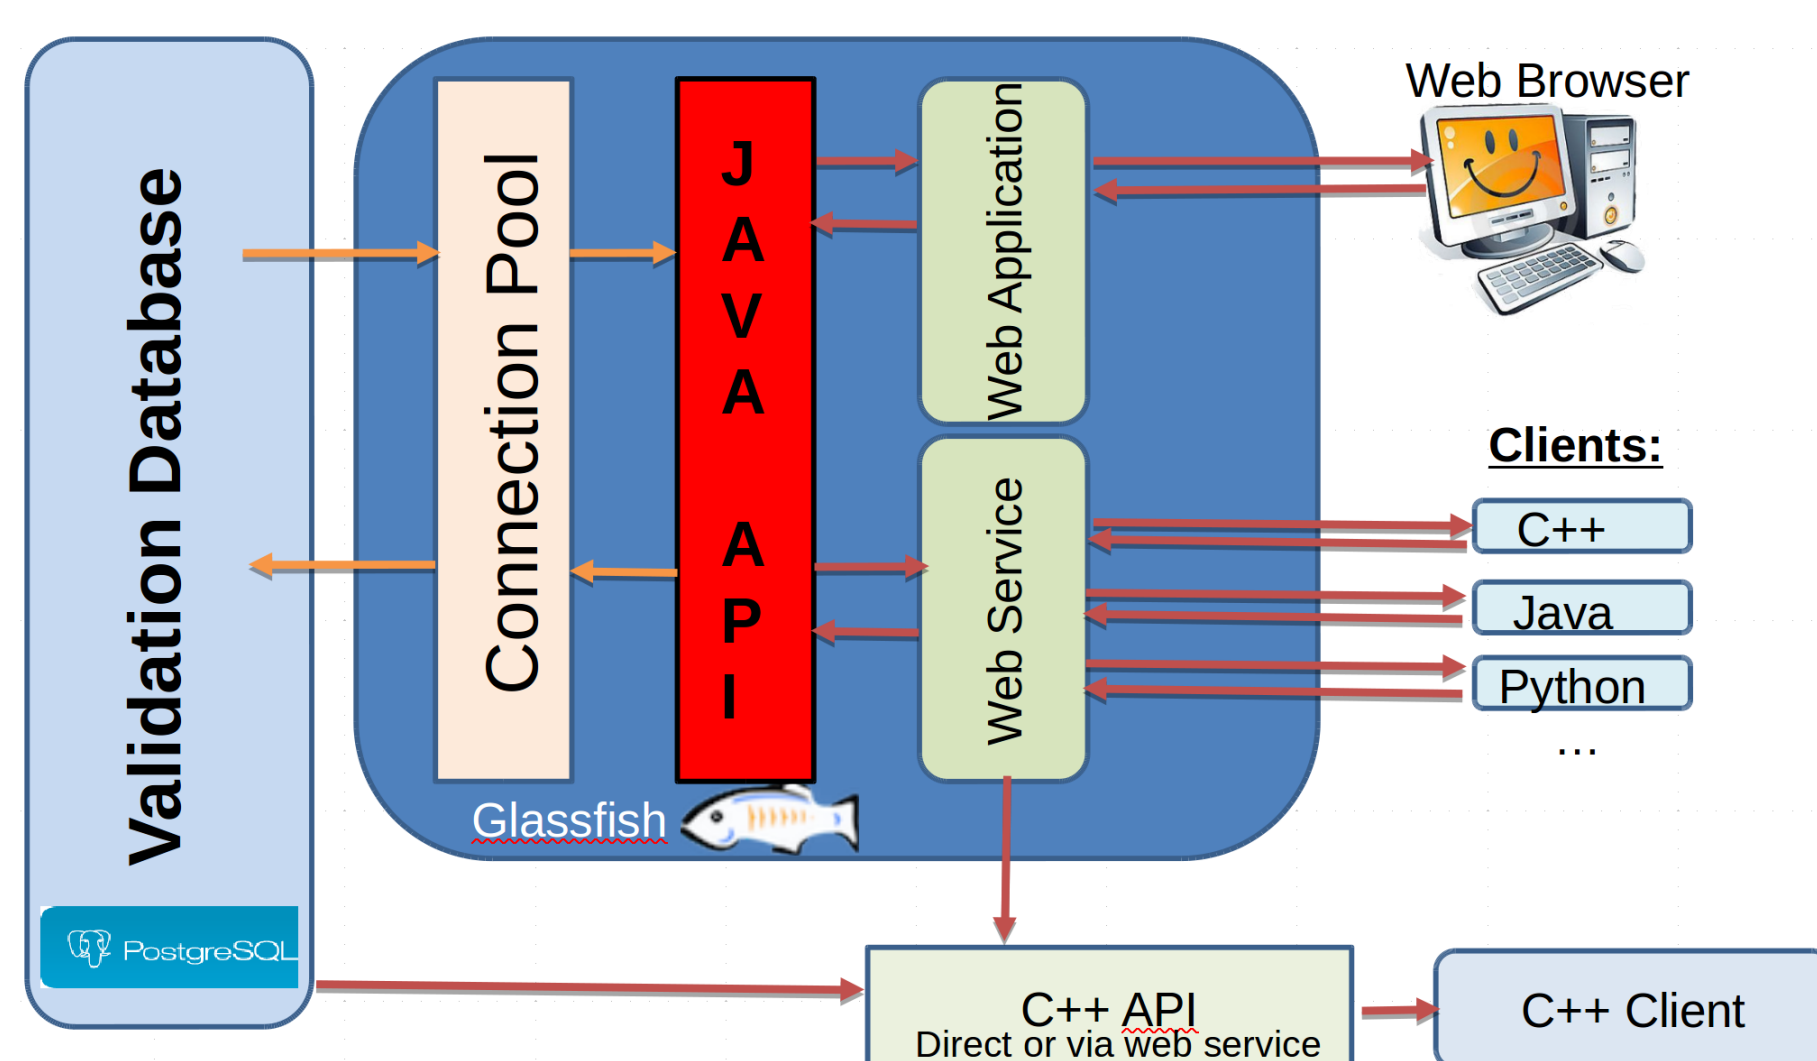 Validation Database
PostgreSQL
Connection Pool
J
A
V
A
A
P
I
Web Application
Web Service
Glassfish
Web Browser
Clients:
C++
Java
Python
...
C++ API
Direct or via web service
C++ Client